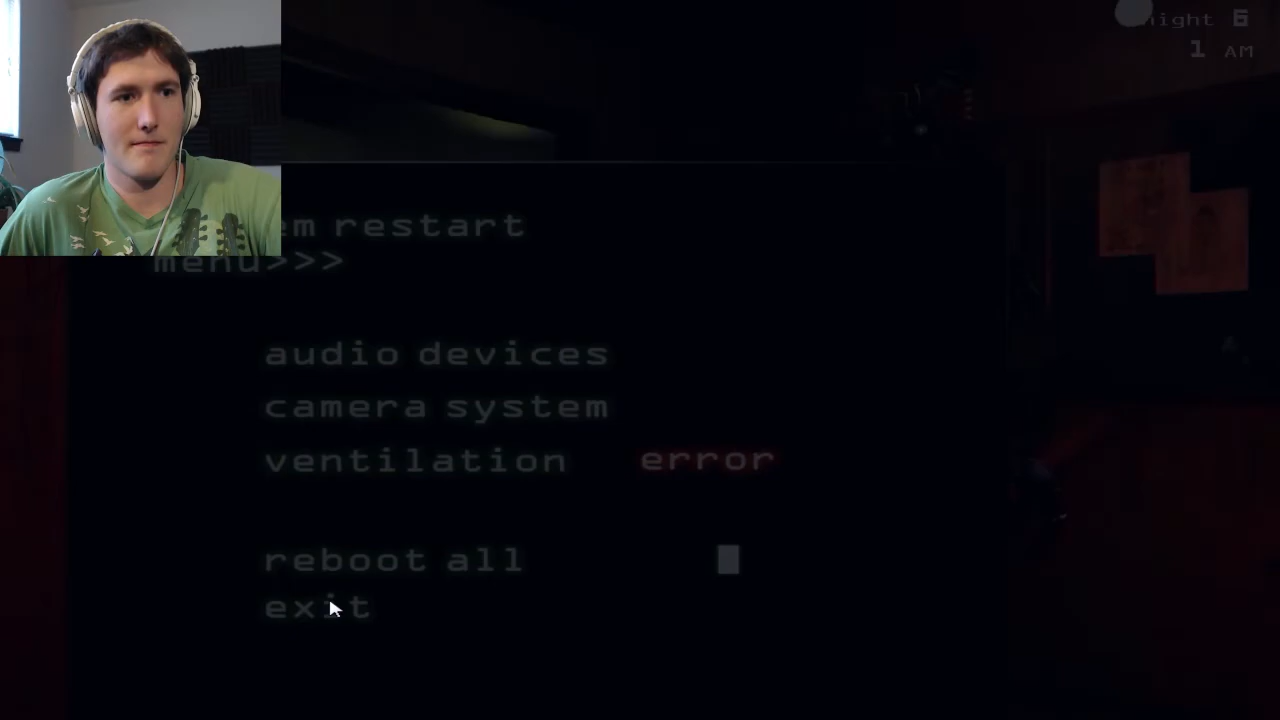 night 6
1 AM
em restart
menu>>>
audio devices
camera system
ventilation error
reboot all
exit